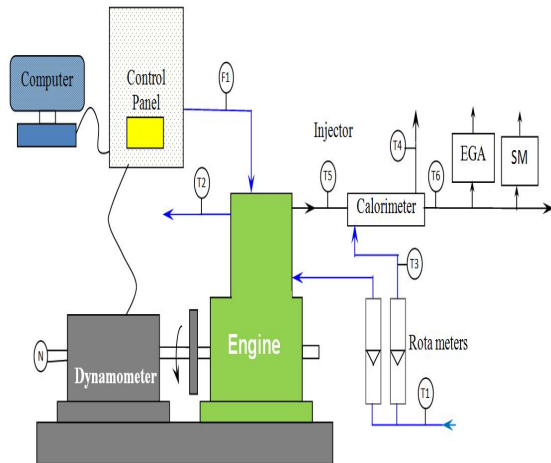 Computer
Control
Panel
F1
Injector
T4
EGA
SM
T2
T5
T6
Calorimeter
T3
Engine
Rota meters
N
Dynamometer
T1